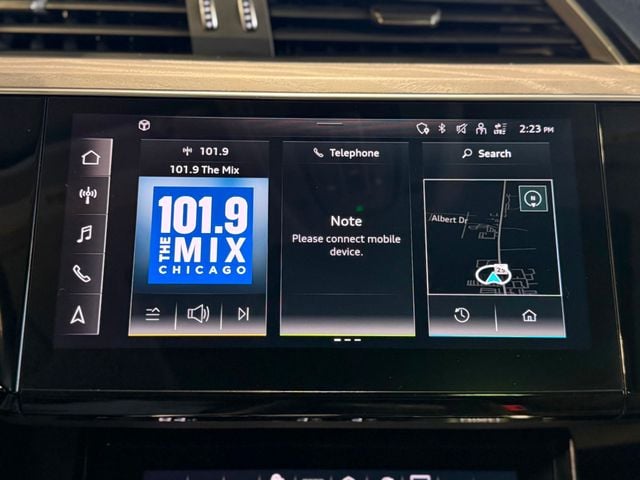 2:23 PM
101.9
Telephone
Search
101.9 The Mix
101.9
THE
MIX
CHICAGO
Note
Please connect mobile
device.
N
Albert Dr